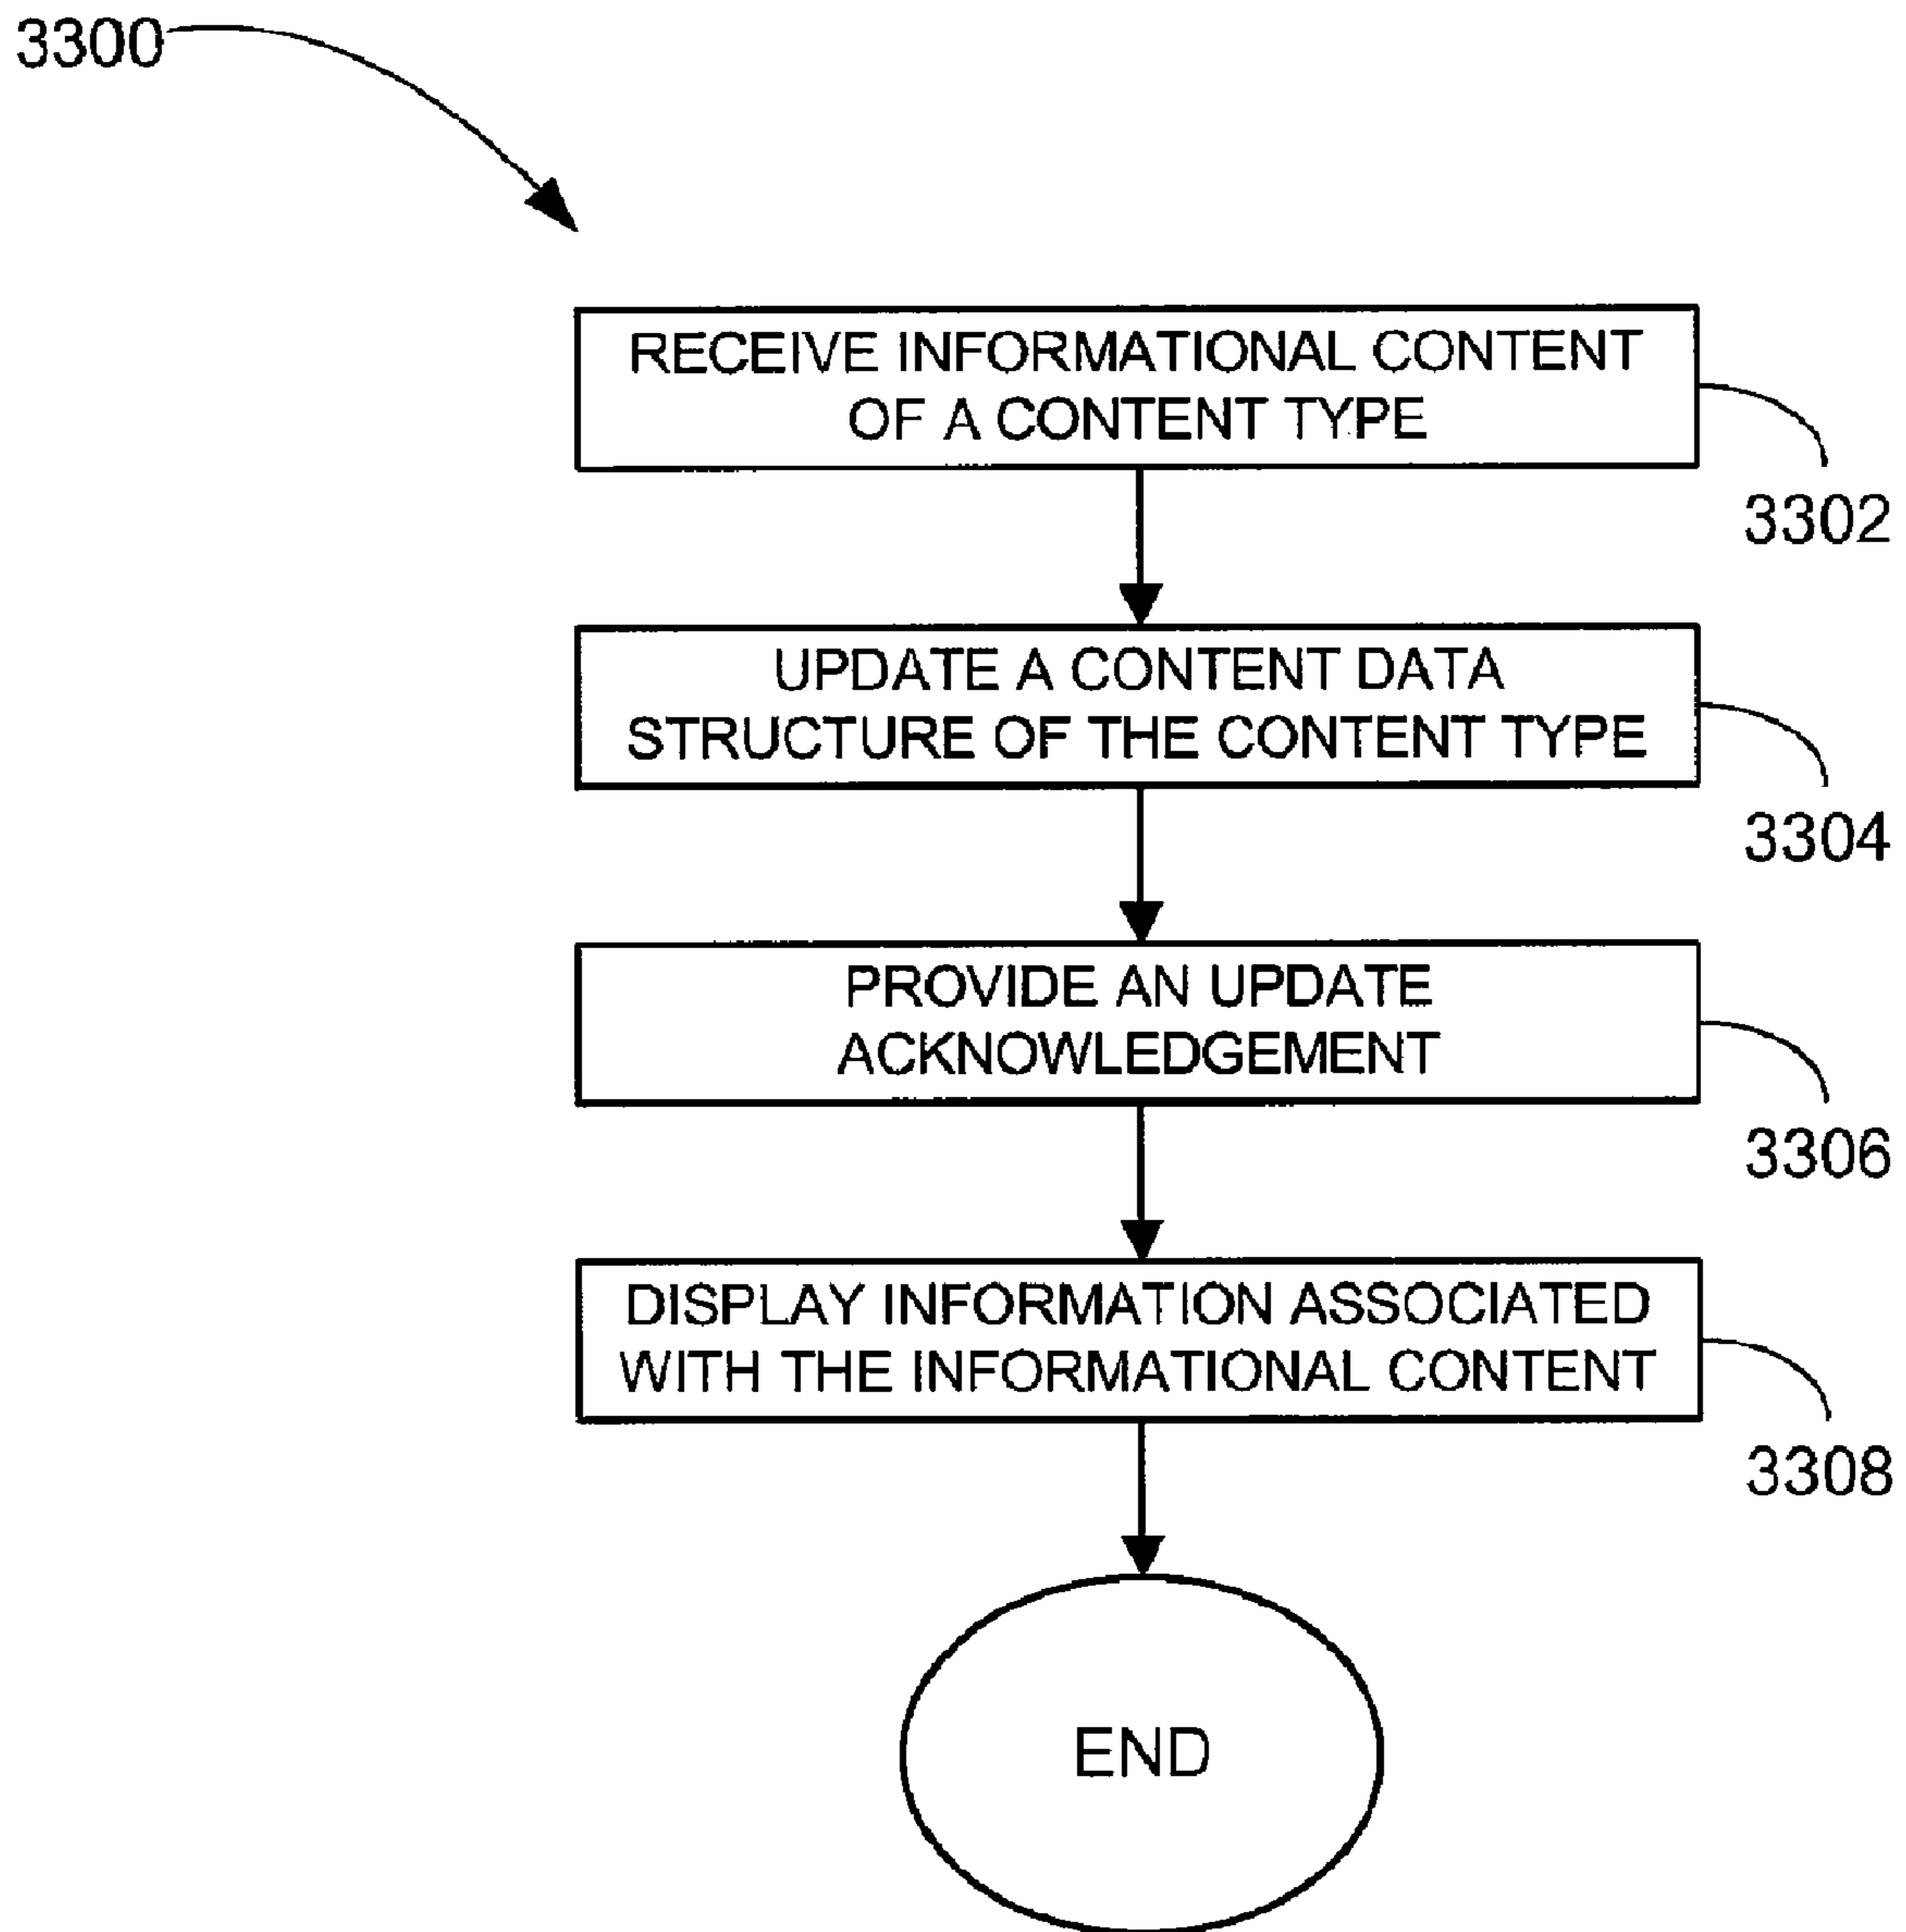 3300
RECEIVE INFORMATIONAL CONTENT
OF A CONTENT TYPE
3302
UPDATE A CONTENT DATA
STRUCTURE OF THE CONTENT TYPE
3304
PROVIDE AN UPDATE
ACKNOWLEDGEMENT
3306
DISPLAY INFORMATION ASSOCIATED
WITH THE INFORMATIONAL CONTENT
3308
END